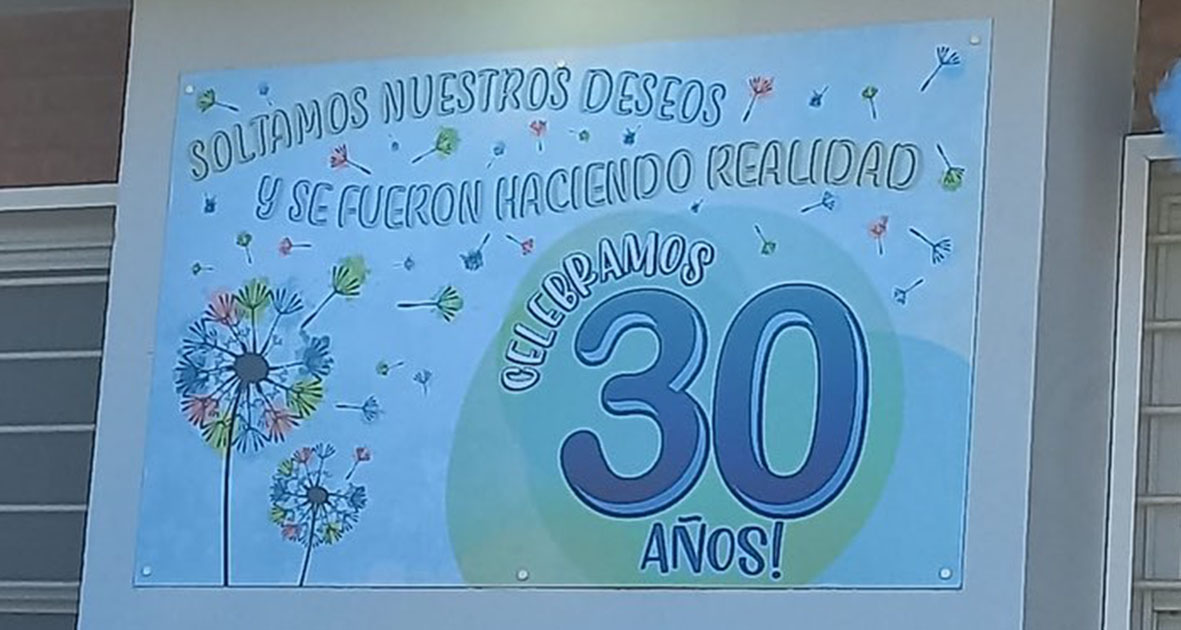 SOLTAMOS NUESTROS DESEOS
Y SE FUERON HACIENDO REALIDAD
CELEBRAMOS
30
AÑOS!